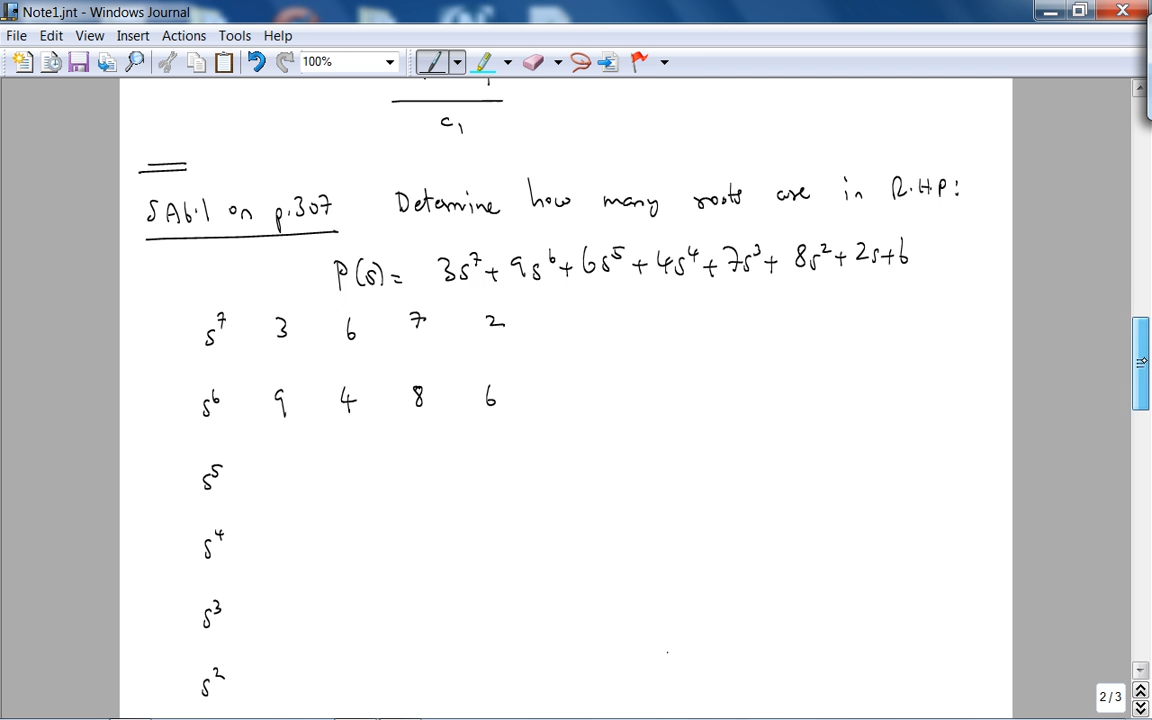 Note1.jnt - Windows Journal
File Edit View Insert Actions Tools Help
100%
c₁
SA6.1 on p.307 Determine how many roots are in R.H.P:
P(s) = 3s⁷ + 9s⁶ + 6s⁵ + 4s⁴ + 7s³ + 8s² + 2s + 6
s⁷ 3 6 7 2
s⁶ 9 4 8 6
s⁵
s⁴
s³
s²
2 / 3